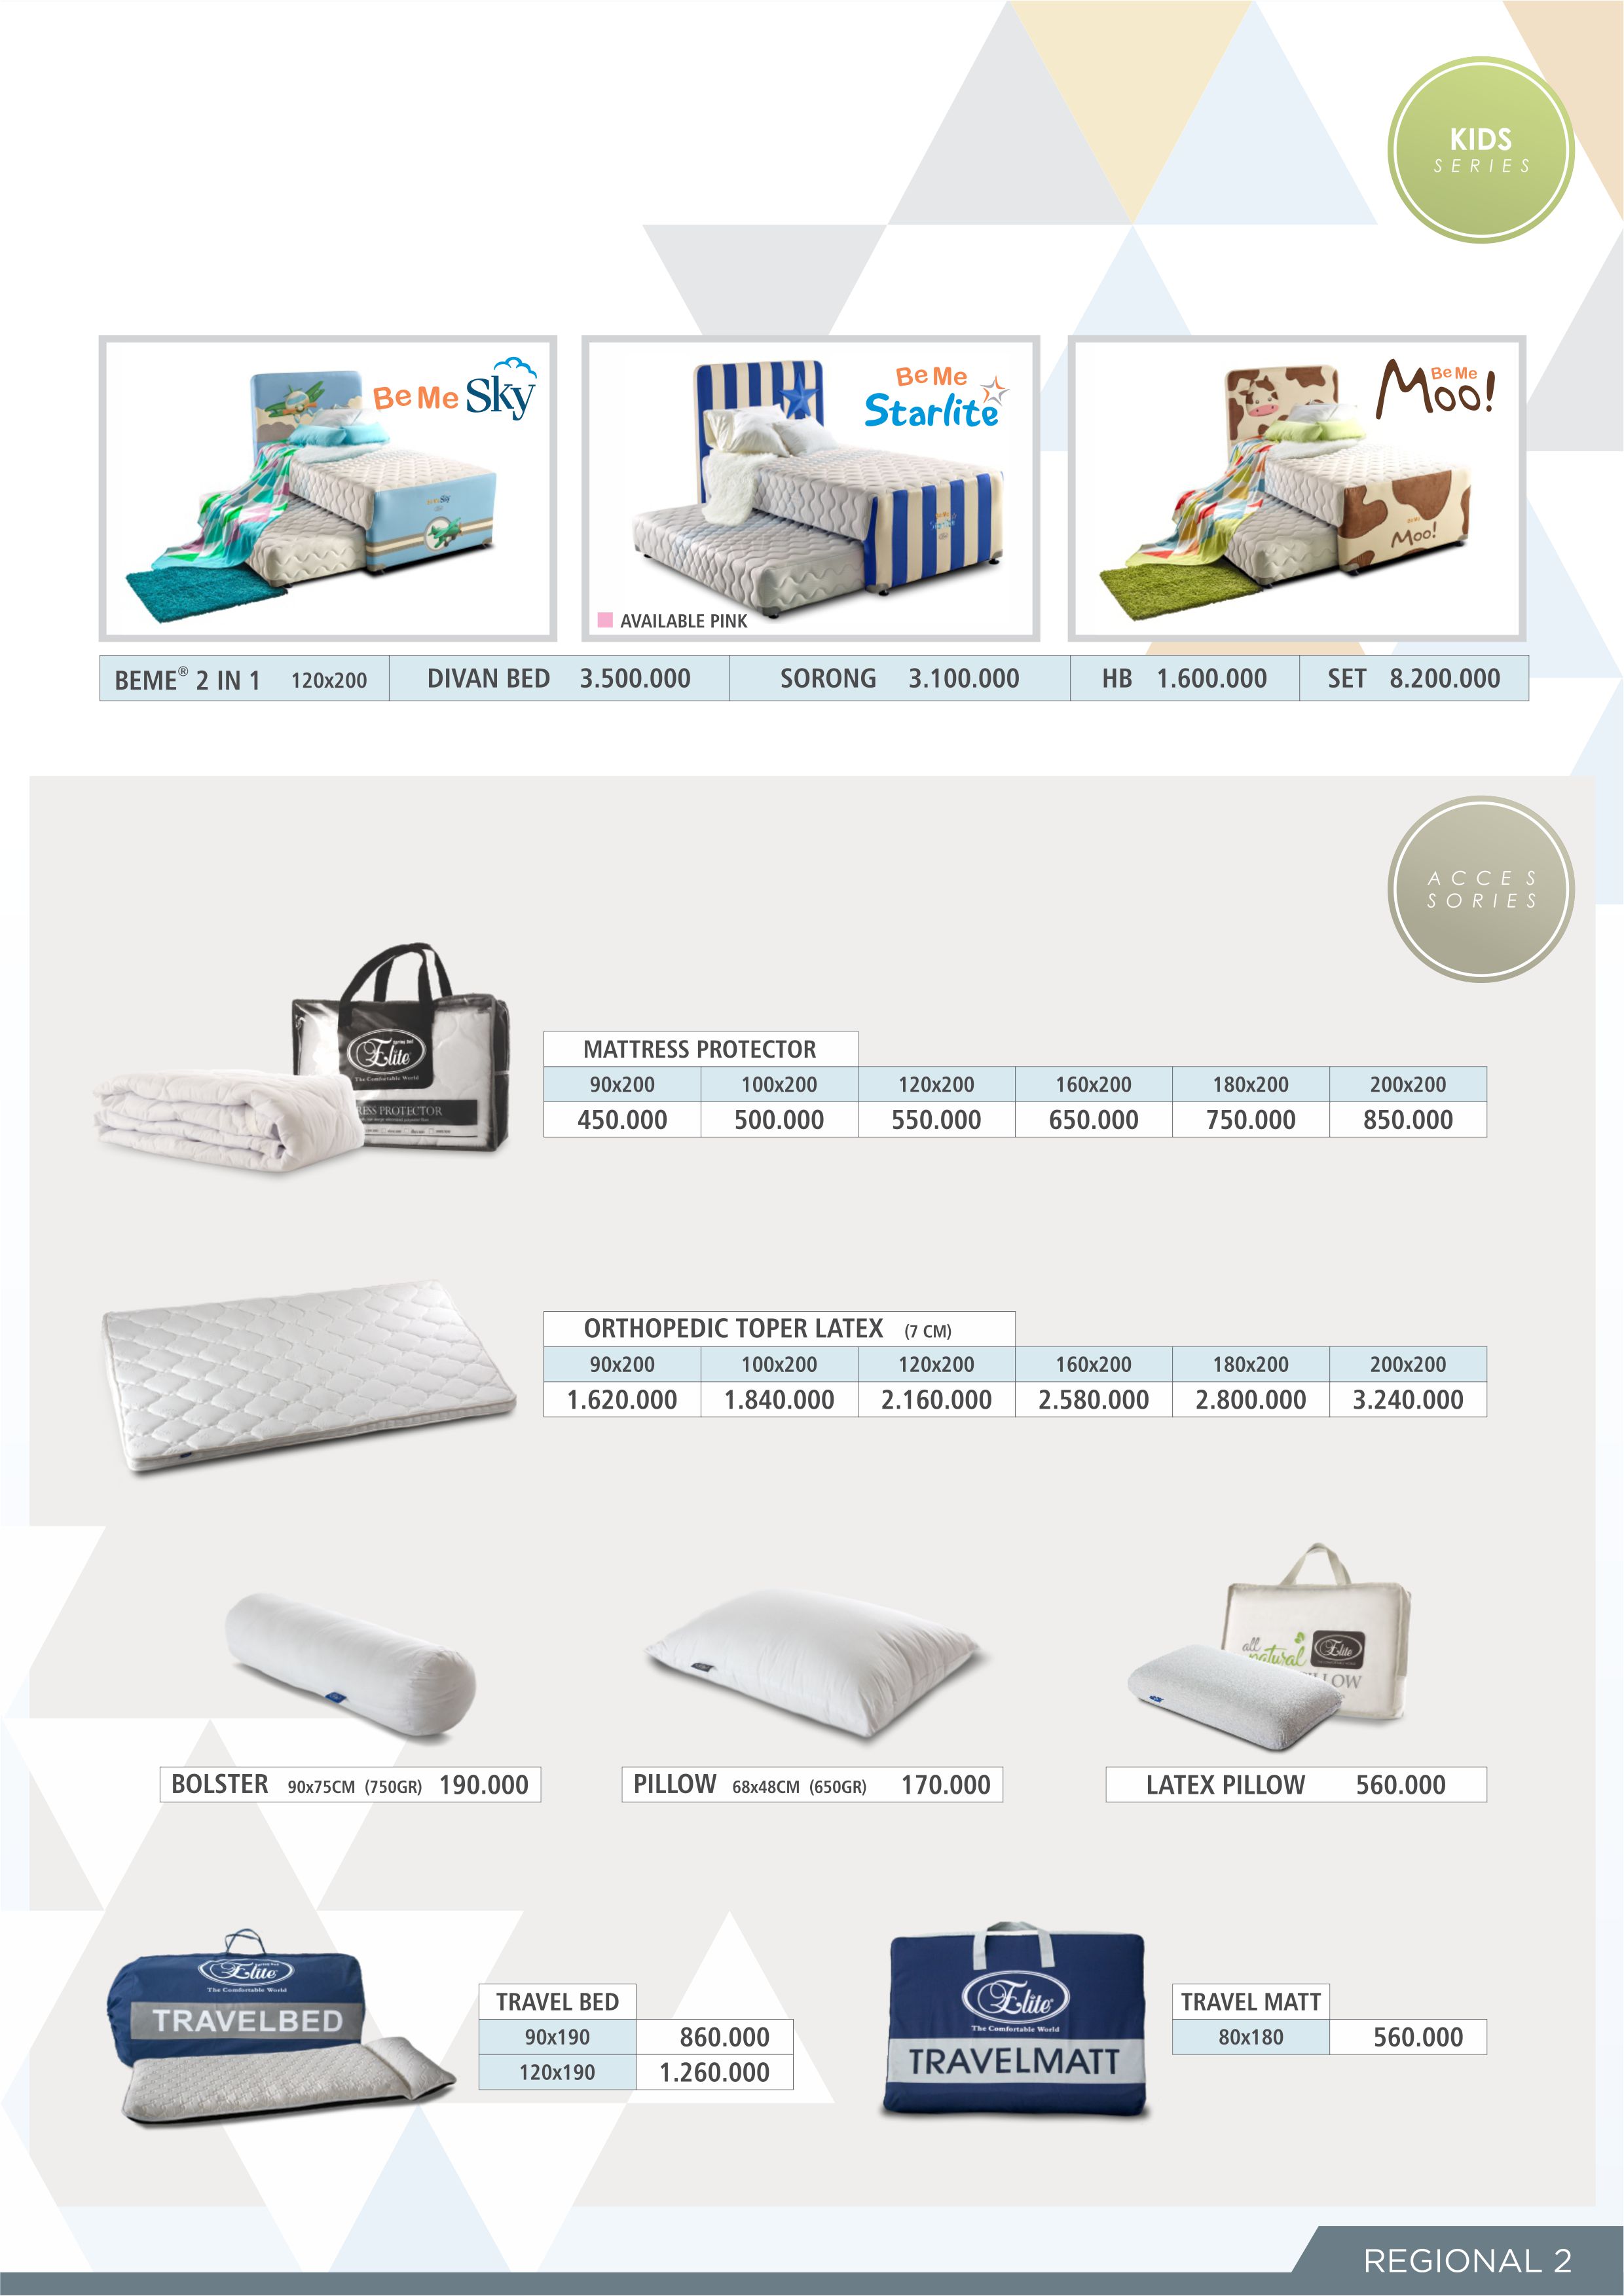 KIDS
SERIES
Be Me Sky
Be Me
Starlite
Be Me
Moo!
Sky
Moo!
AVAILABLE PINK
BEME® 2 IN 1 120x200 DIVAN BED 3.500.000 SORONG 3.100.000 HB 1.600.000 SET 8.200.000
ACCES
SORIES
Spring Bed
Elite
The Comfortable World
RESS PROTECTOR
MATTRESS PROTECTOR
90x200 100x200 120x200 160x200 180x200 200x200
450.000 500.000 550.000 650.000 750.000 850.000
ORTHOPEDIC TOPER LATEX (7 CM)
90x200 100x200 120x200 160x200 180x200 200x200
1.620.000 1.840.000 2.160.000 2.580.000 2.800.000 3.240.000
all
natural
Elite
LLOW
BOLSTER 90x75CM (750GR) 190.000
PILLOW 68x48CM (650GR) 170.000
LATEX PILLOW 560.000
Elite
The Comfortable World
TRAVELBED
TRAVEL BED
90x190 860.000
120x190 1.260.000
Elite
The Comfortable World
TRAVELMATT
TRAVEL MATT
80x180 560.000
REGIONAL 2